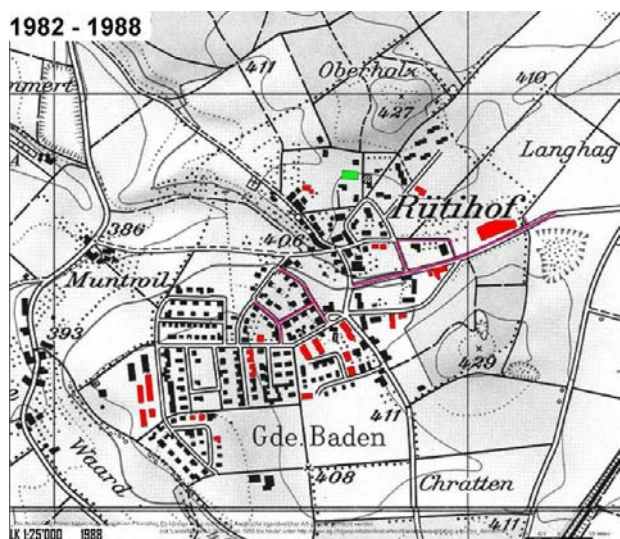 1982 - 1988
411
Oberholz
427
410
Langhag
Rütihof
386
406
Muntwil
393
429
411
Gde. Baden
Waard
408
Chratten
411
LK 1:25'000 1988